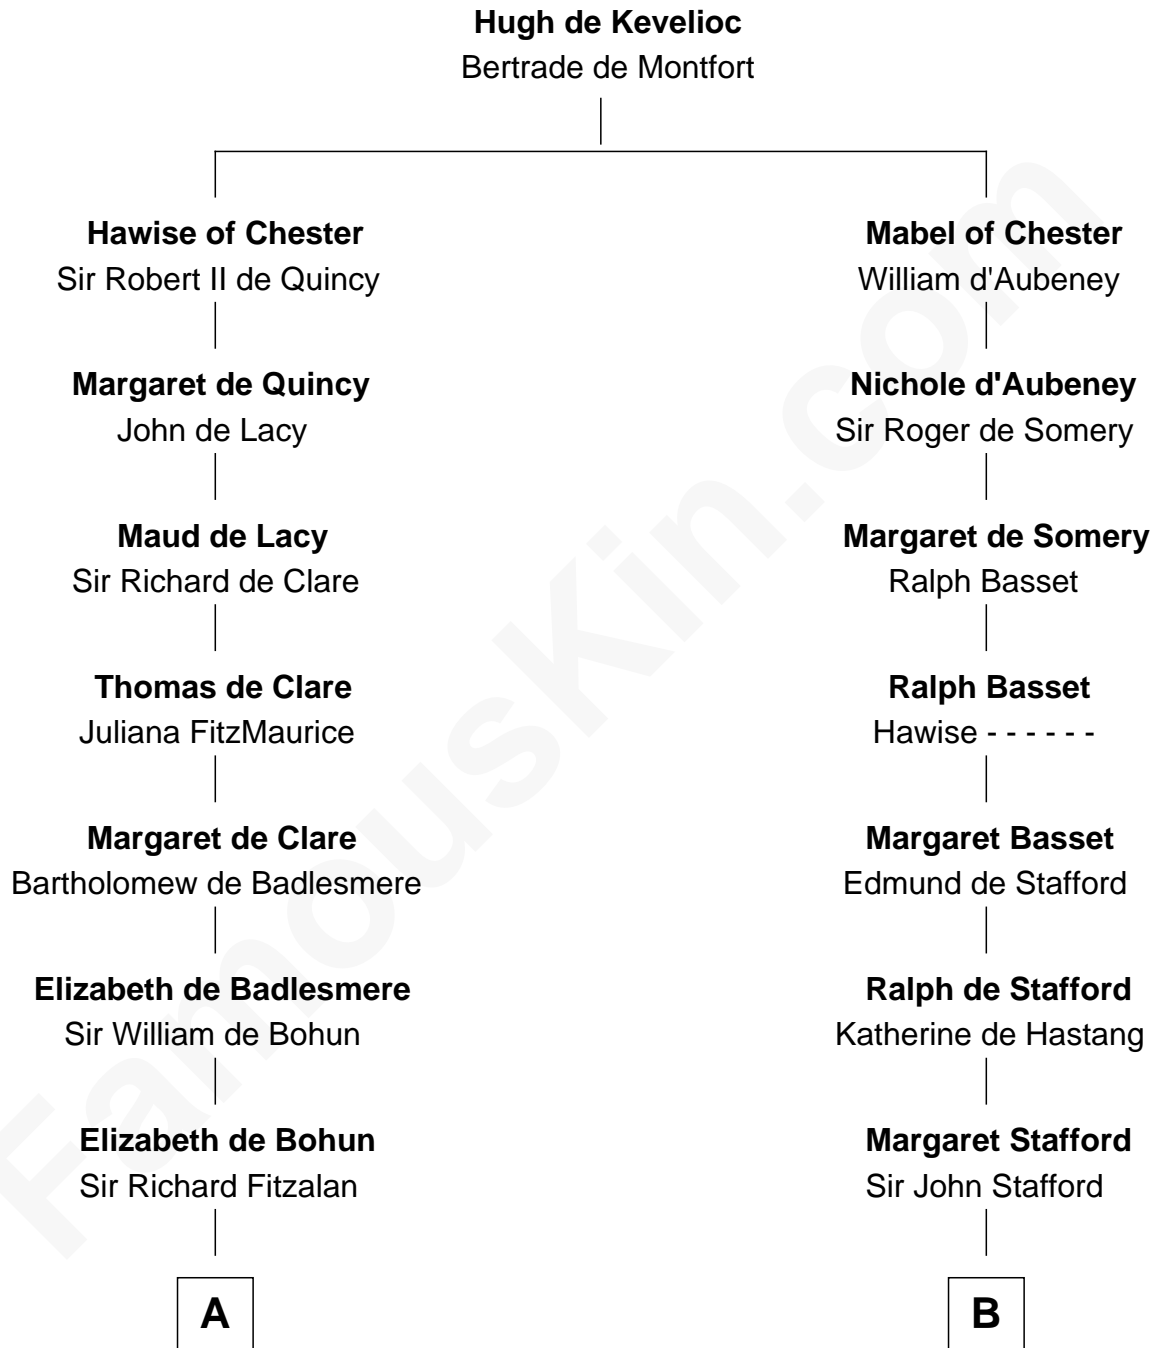 Hugh de Kevelioc
Bertrade de Montfort
Hawise of Chester
Sir Robert II de Quincy
Mabel of Chester
William d'Aubeney
Margaret de Quincy
John de Lacy
Nichole d'Aubeney
Sir Roger de Somery
Maud de Lacy
Sir Richard de Clare
Margaret de Somery
Ralph Basset
Thomas de Clare
Juliana FitzMaurice
Ralph Basset
Hawise - - - - - -
Margaret de Clare
Bartholomew de Badlesmere
Margaret Basset
Edmund de Stafford
Elizabeth de Badlesmere
Sir William de Bohun
Ralph de Stafford
Katherine de Hastang
Elizabeth de Bohun
Sir Richard Fitzalan
Margaret Stafford
Sir John Stafford
A
B
FamousKin.com